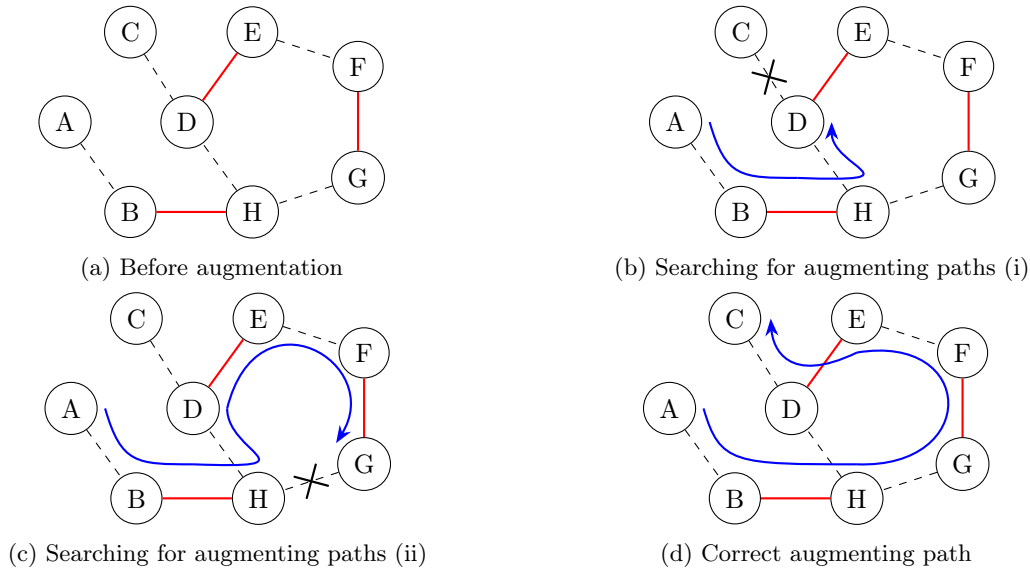 C E
F
A D
G
B H
(a) Before augmentation
C E
F
A D
G
B H
(b) Searching for augmenting paths (i)
C E
F
A D
G
B H
(c) Searching for augmenting paths (ii)
C E
F
A D
G
B H
(d) Correct augmenting path